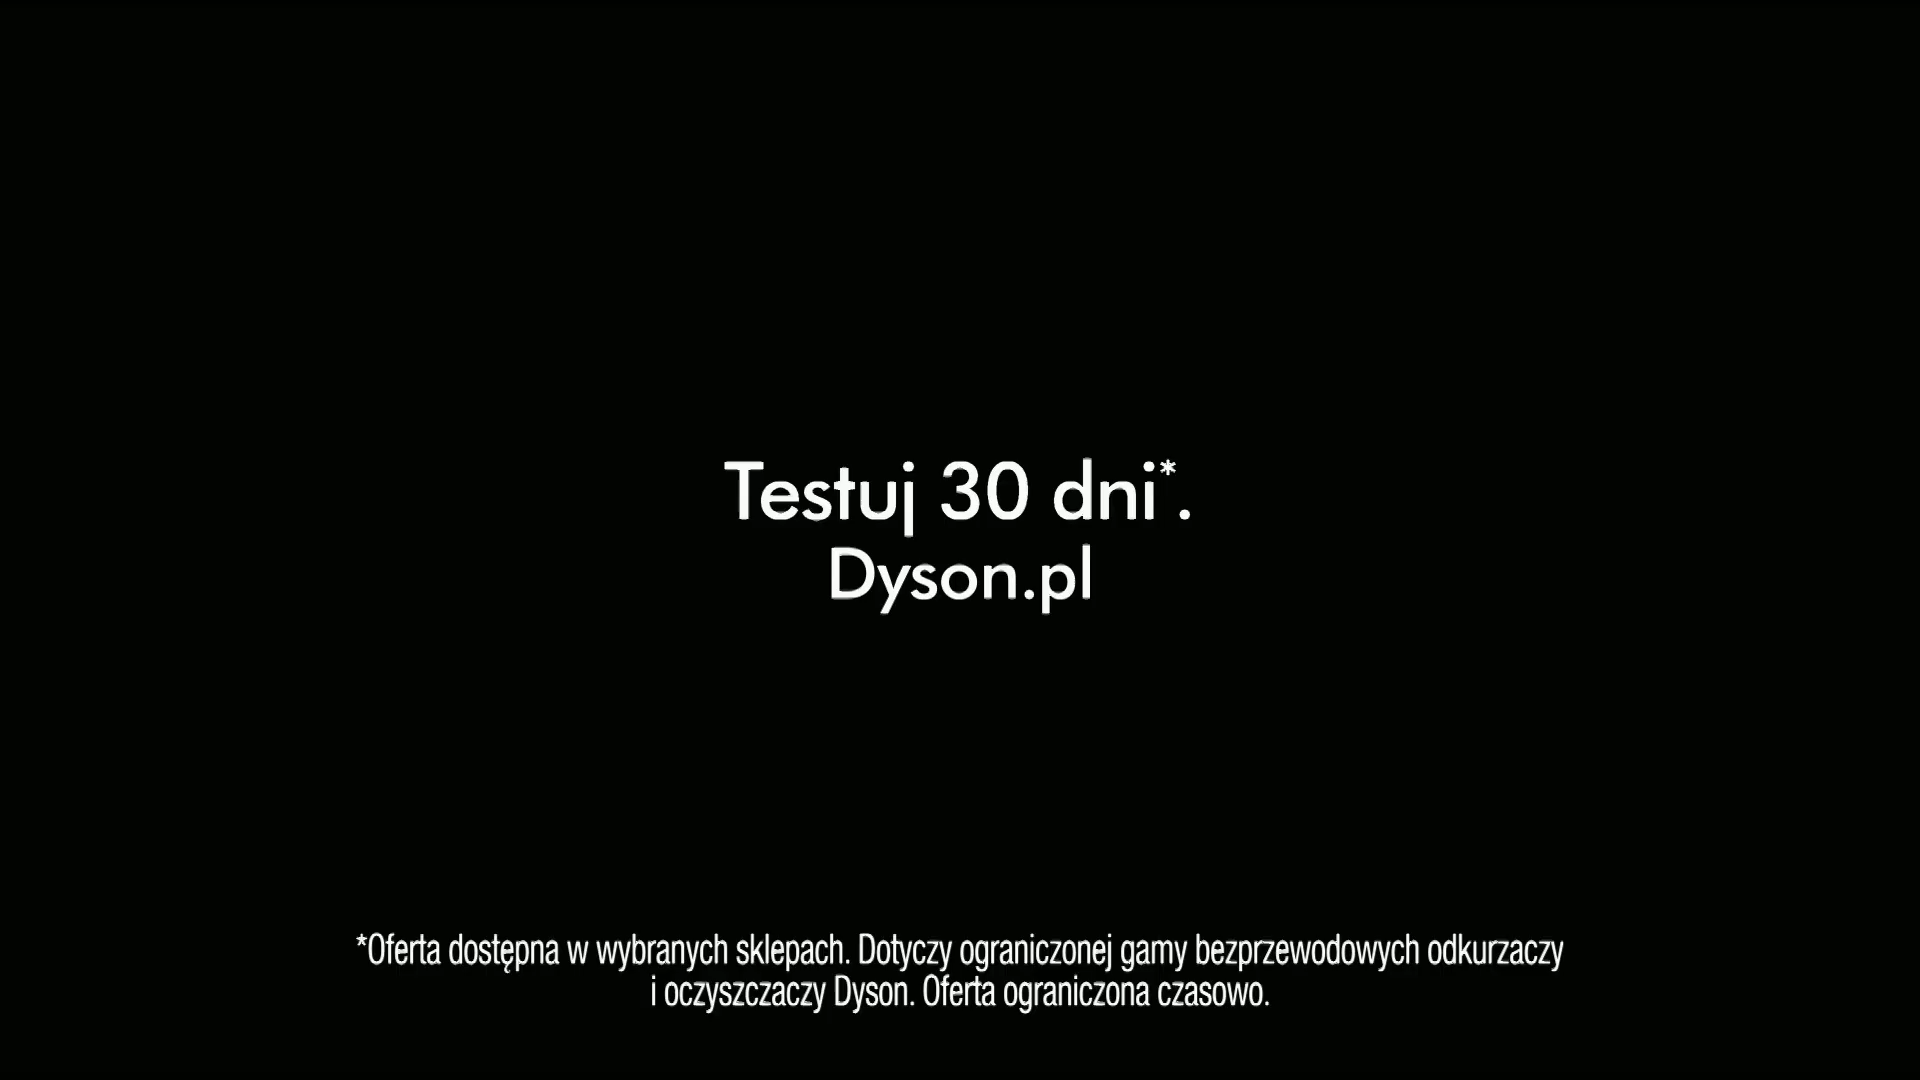 Testuj 30 dni*.
Dyson.pl
*Oferta dostępna w wybranych sklepach. Dotyczy ograniczonej gamy bezprzewodowych odkurzaczy
i oczyszczaczy Dyson. Oferta ograniczona czasowo.